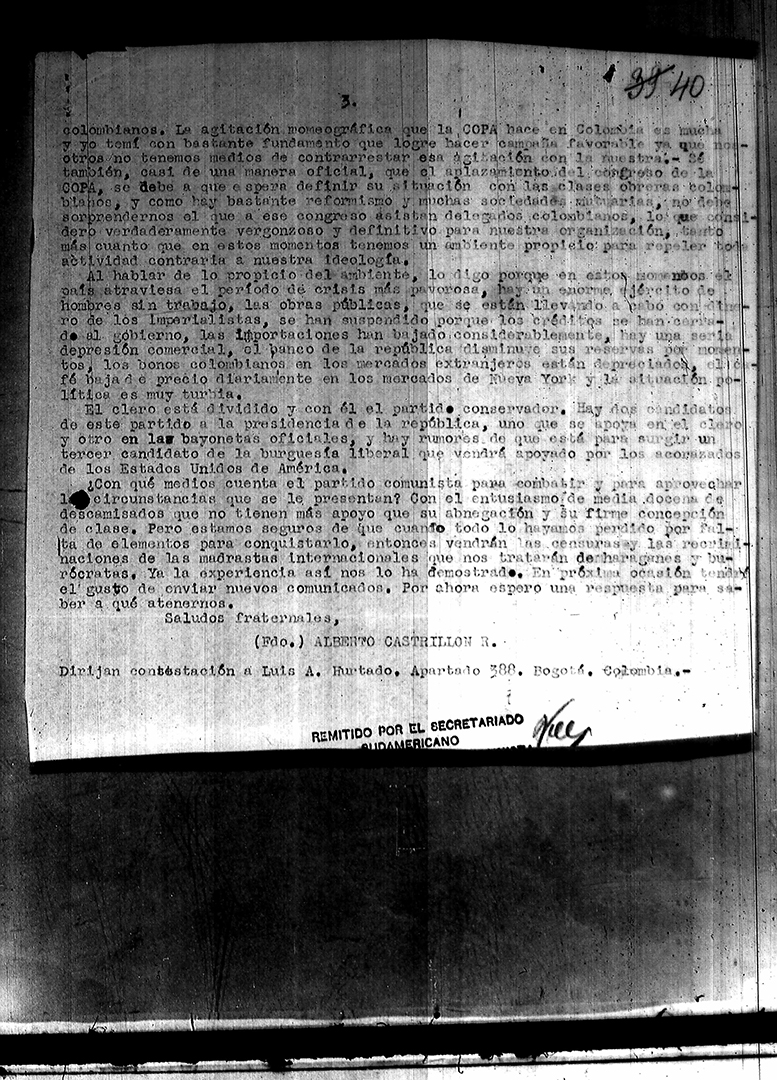 39 40
3.
colombianos. La agitación momeográfica que la COPA hace en Colombia es mucha
y yo temí con bastante fundamento que logre hacer campaña favorable ya que nos-
otros no tenemos medios de contrarrestar esa agitación con la nuestra.- Sé
también, casi de una manera oficial, que el aplazamiento del congreso de la
COPA, se debe a que espera definir su situación con las clases obreras colom-
bianos, y como hay bastante reformismo y muchas sociedades mutuarias, no debe
sorprendernos el que a ese congreso asistan delegados colombianos, lo que consi-
dero verdaderamente vergonzoso y definitivo para nuestra organización, tanto
más cuanto que en estos momentos tenemos un ambiente propicio para repeler toda
actividad contraria a nuestra ideología.
Al hablar de lo propicio del ambiente, lo digo porque en estos momentos el
país atraviesa el período de crisis más pavorosa, hay un enorme ejército de
hombres sin trabajo, las obras públicas, que se están llevando a cabo con dine-
ro de los Imperialistas, se han suspendido porque los créditos se han cerra-
do al gobierno, las importaciones han bajado considerablemente, hay una seria
depresión comercial, el banco de la república disminuye sus reservas por momen-
tos, los bonos colombianos en los mercados extranjeros están depreciados, el ca-
fé baja de precio diariamente en los mercados de Nueva York y la situación po-
lítica es muy turbia.
El clero está dividido y con él el partido conservador. Hay dos candidatos
de este partido a la presidencia de la república, uno que se apoya en el clero
y otro en las bayonetas oficiales, y hay rumores de que está para surgir un
tercer candidato de la burguesía liberal que vendrá apoyado por los acorazados
de los Estados Unidos de América.
¿Con qué medios cuenta el partido comunista para combatir y para aprovechar
las circunstancias que se le presentan? Con el entusiasmo de media docena de
descamisados que no tienen más apoyo que su abnegación y su firme concepción
de clase. Pero estamos seguros de que cuando todo lo hayamos perdido por fal-
ta de elementos para conquistarlo, entonces vendrán las censuras y las recrimi-
naciones de las madrastas internacionales que nos tratarán de haraganes y bu-
rócratas. Ya la experiencia así nos lo ha demostrado. En próxima ocasión tendré
el gusto de enviar nuevos comunicados. Por ahora espero una respuesta para sa-
ber a qué atenernos.
Saludos fraternales,
(Fdo.) ALBERTO CASTRILLON R.
Dirijan contestación a Luis A. Hurtado. Apartado 388. Bogotá. Colombia.-
REMITIDO POR EL SECRETARIADO
SUDAMERICANO